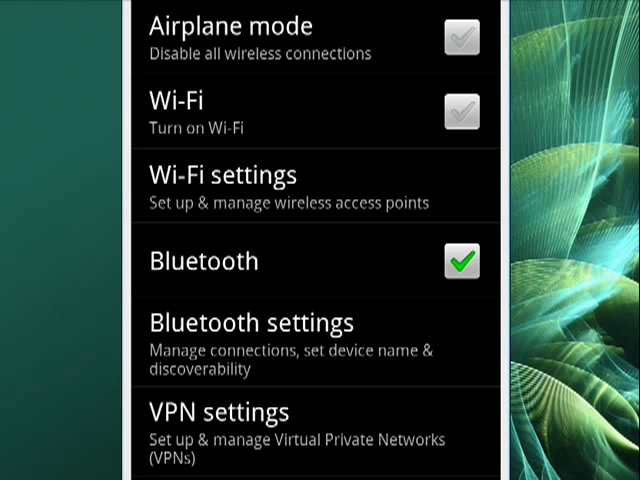 Airplane mode
Disable all wireless connections
Wi-Fi
Turn on Wi-Fi
Wi-Fi settings
Set up & manage wireless access points
Bluetooth
Bluetooth settings
Manage connections, set device name &
discoverability
VPN settings
Set up & manage Virtual Private Networks
(VPNs)